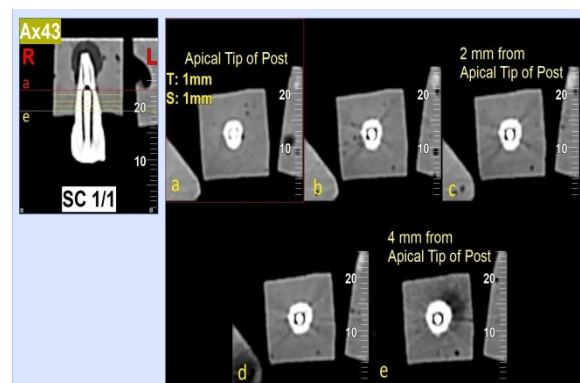 Ax43
R
L
a
e
20
10
SC 1/1
Apical Tip of Post
T: 1mm
S: 1mm
20
10
a
20
10
b
2 mm from
Apical Tip of Post
20
10
c
20
10
d
4 mm from
Apical Tip of Post
20
10
e